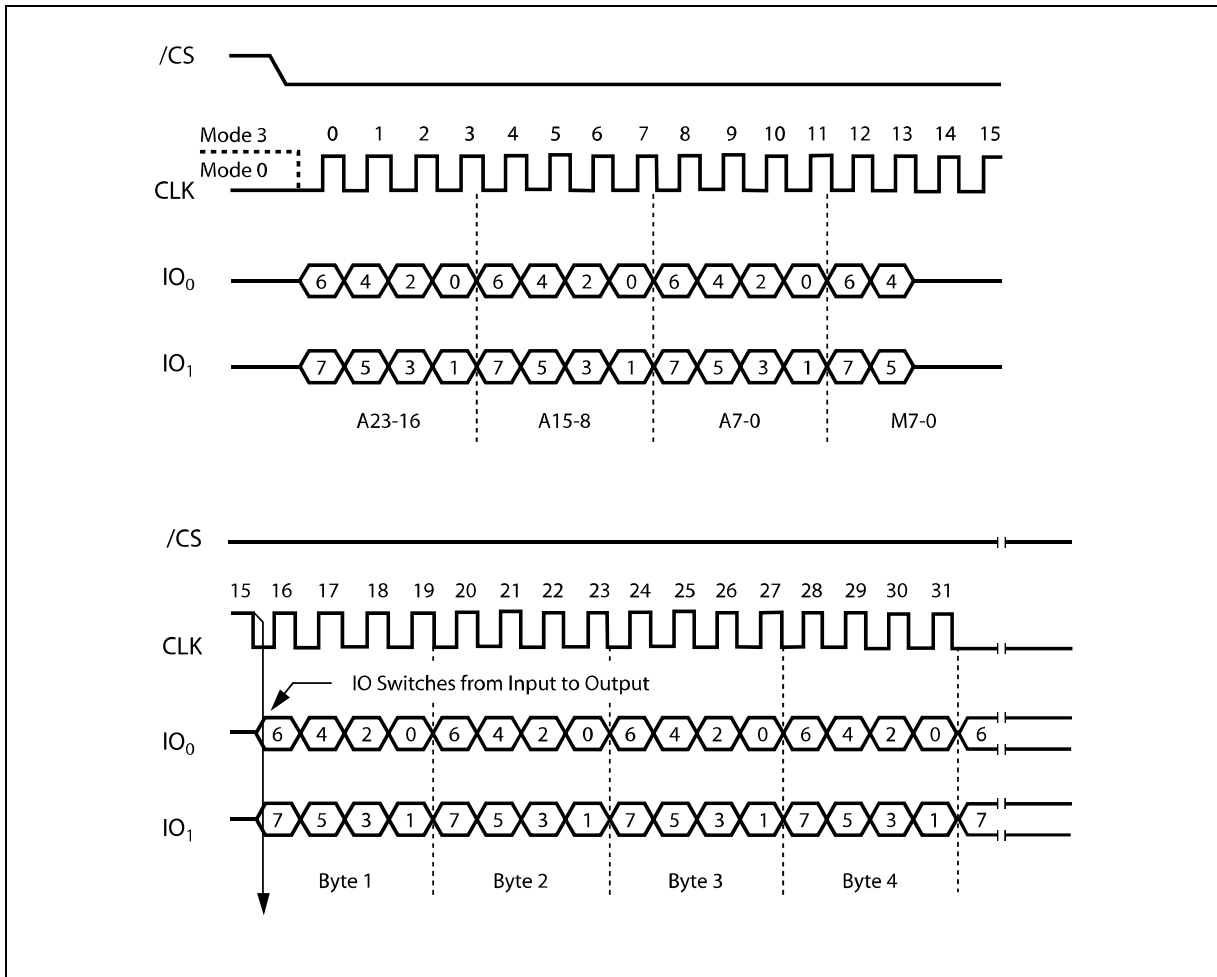 /CS
Mode 3 0 1 2 3 4 5 6 7 8 9 10 11 12 13 14 15
Mode 0
CLK
IO0 6 4 2 0 6 4 2 0 6 4 2 0 6 4
IO1 7 5 3 1 7 5 3 1 7 5 3 1 7 5
A23-16 A15-8 A7-0 M7-0
/CS
15 16 17 18 19 20 21 22 23 24 25 26 27 28 29 30 31
CLK
IO Switches from Input to Output
IO0 6 4 2 0 6 4 2 0 6 4 2 0 6 4 2 0 6
IO1 7 5 3 1 7 5 3 1 7 5 3 1 7 5 3 1 7
Byte 1 Byte 2 Byte 3 Byte 4